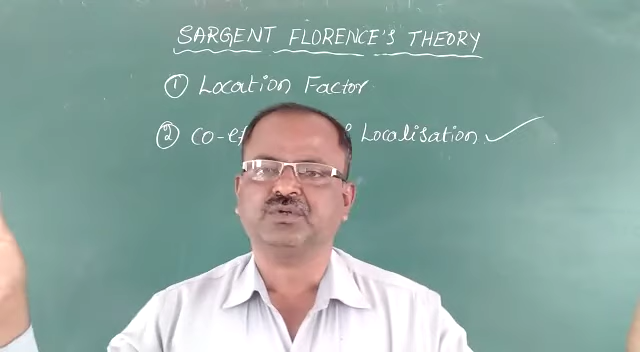 SARGENT FLORENCE'S THEORY
① Location Factor
② CO-ef Localisation